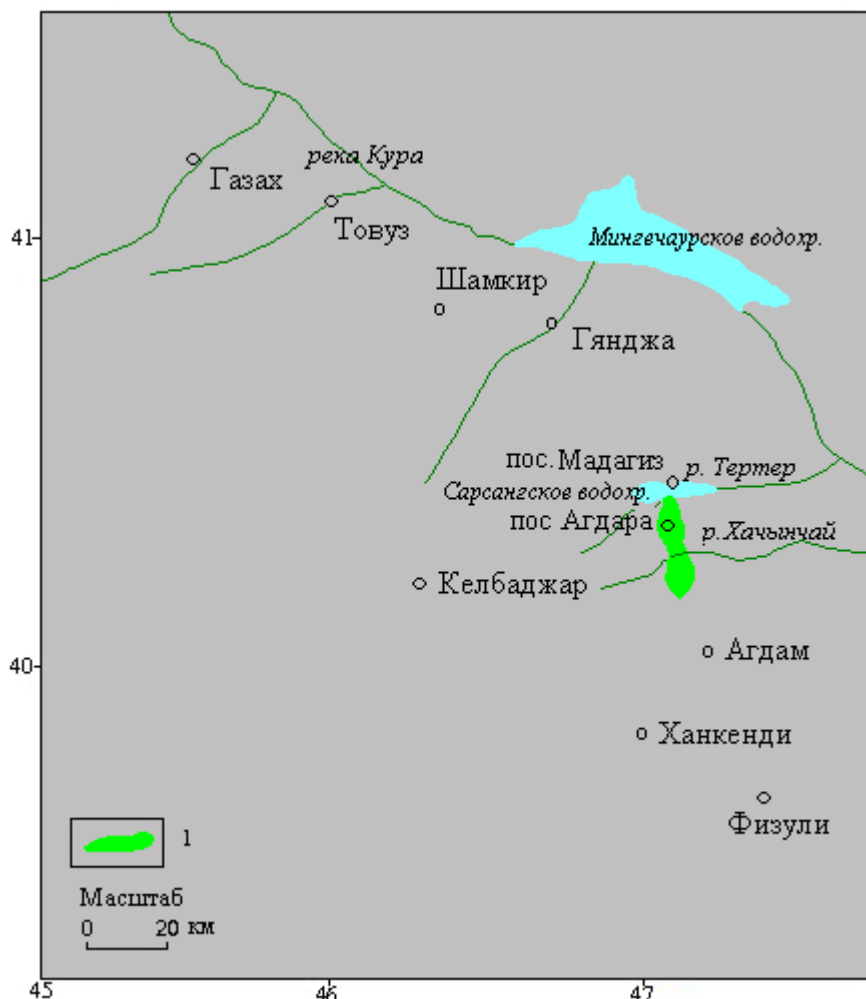 река Кура
Газах
Товуз
41
Мингечаурское водохр.
Шамкир
Гянджа
пос. Мадагиз
р. Тертер
Сарсангское водохр.
пос Агдара
р.Хачынчай
Келбаджар
40
Агдам
Ханкенди
Физули
1
Масштаб
0 20 км
45 46 47